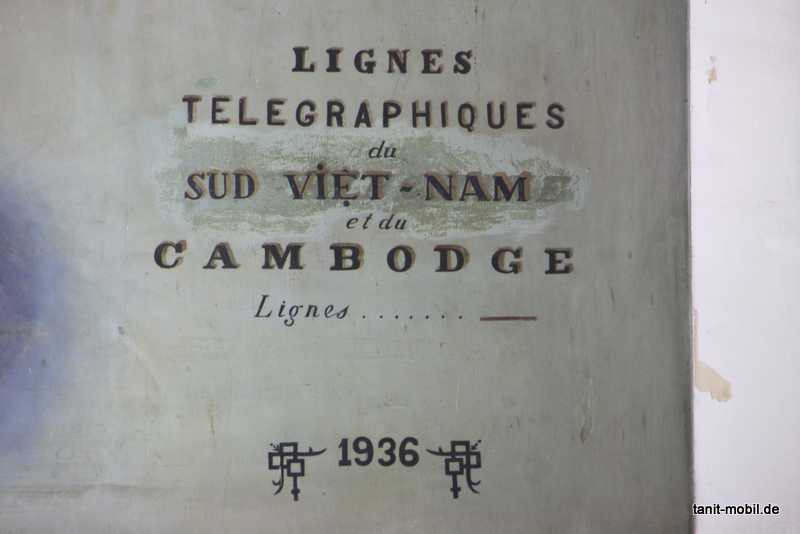 LIGNES
TELEGRAPHIQUES
du
SUD VIỆT-NAM
et du
CAMBODGE
Lignes.......
1936
tanit-mobil.de